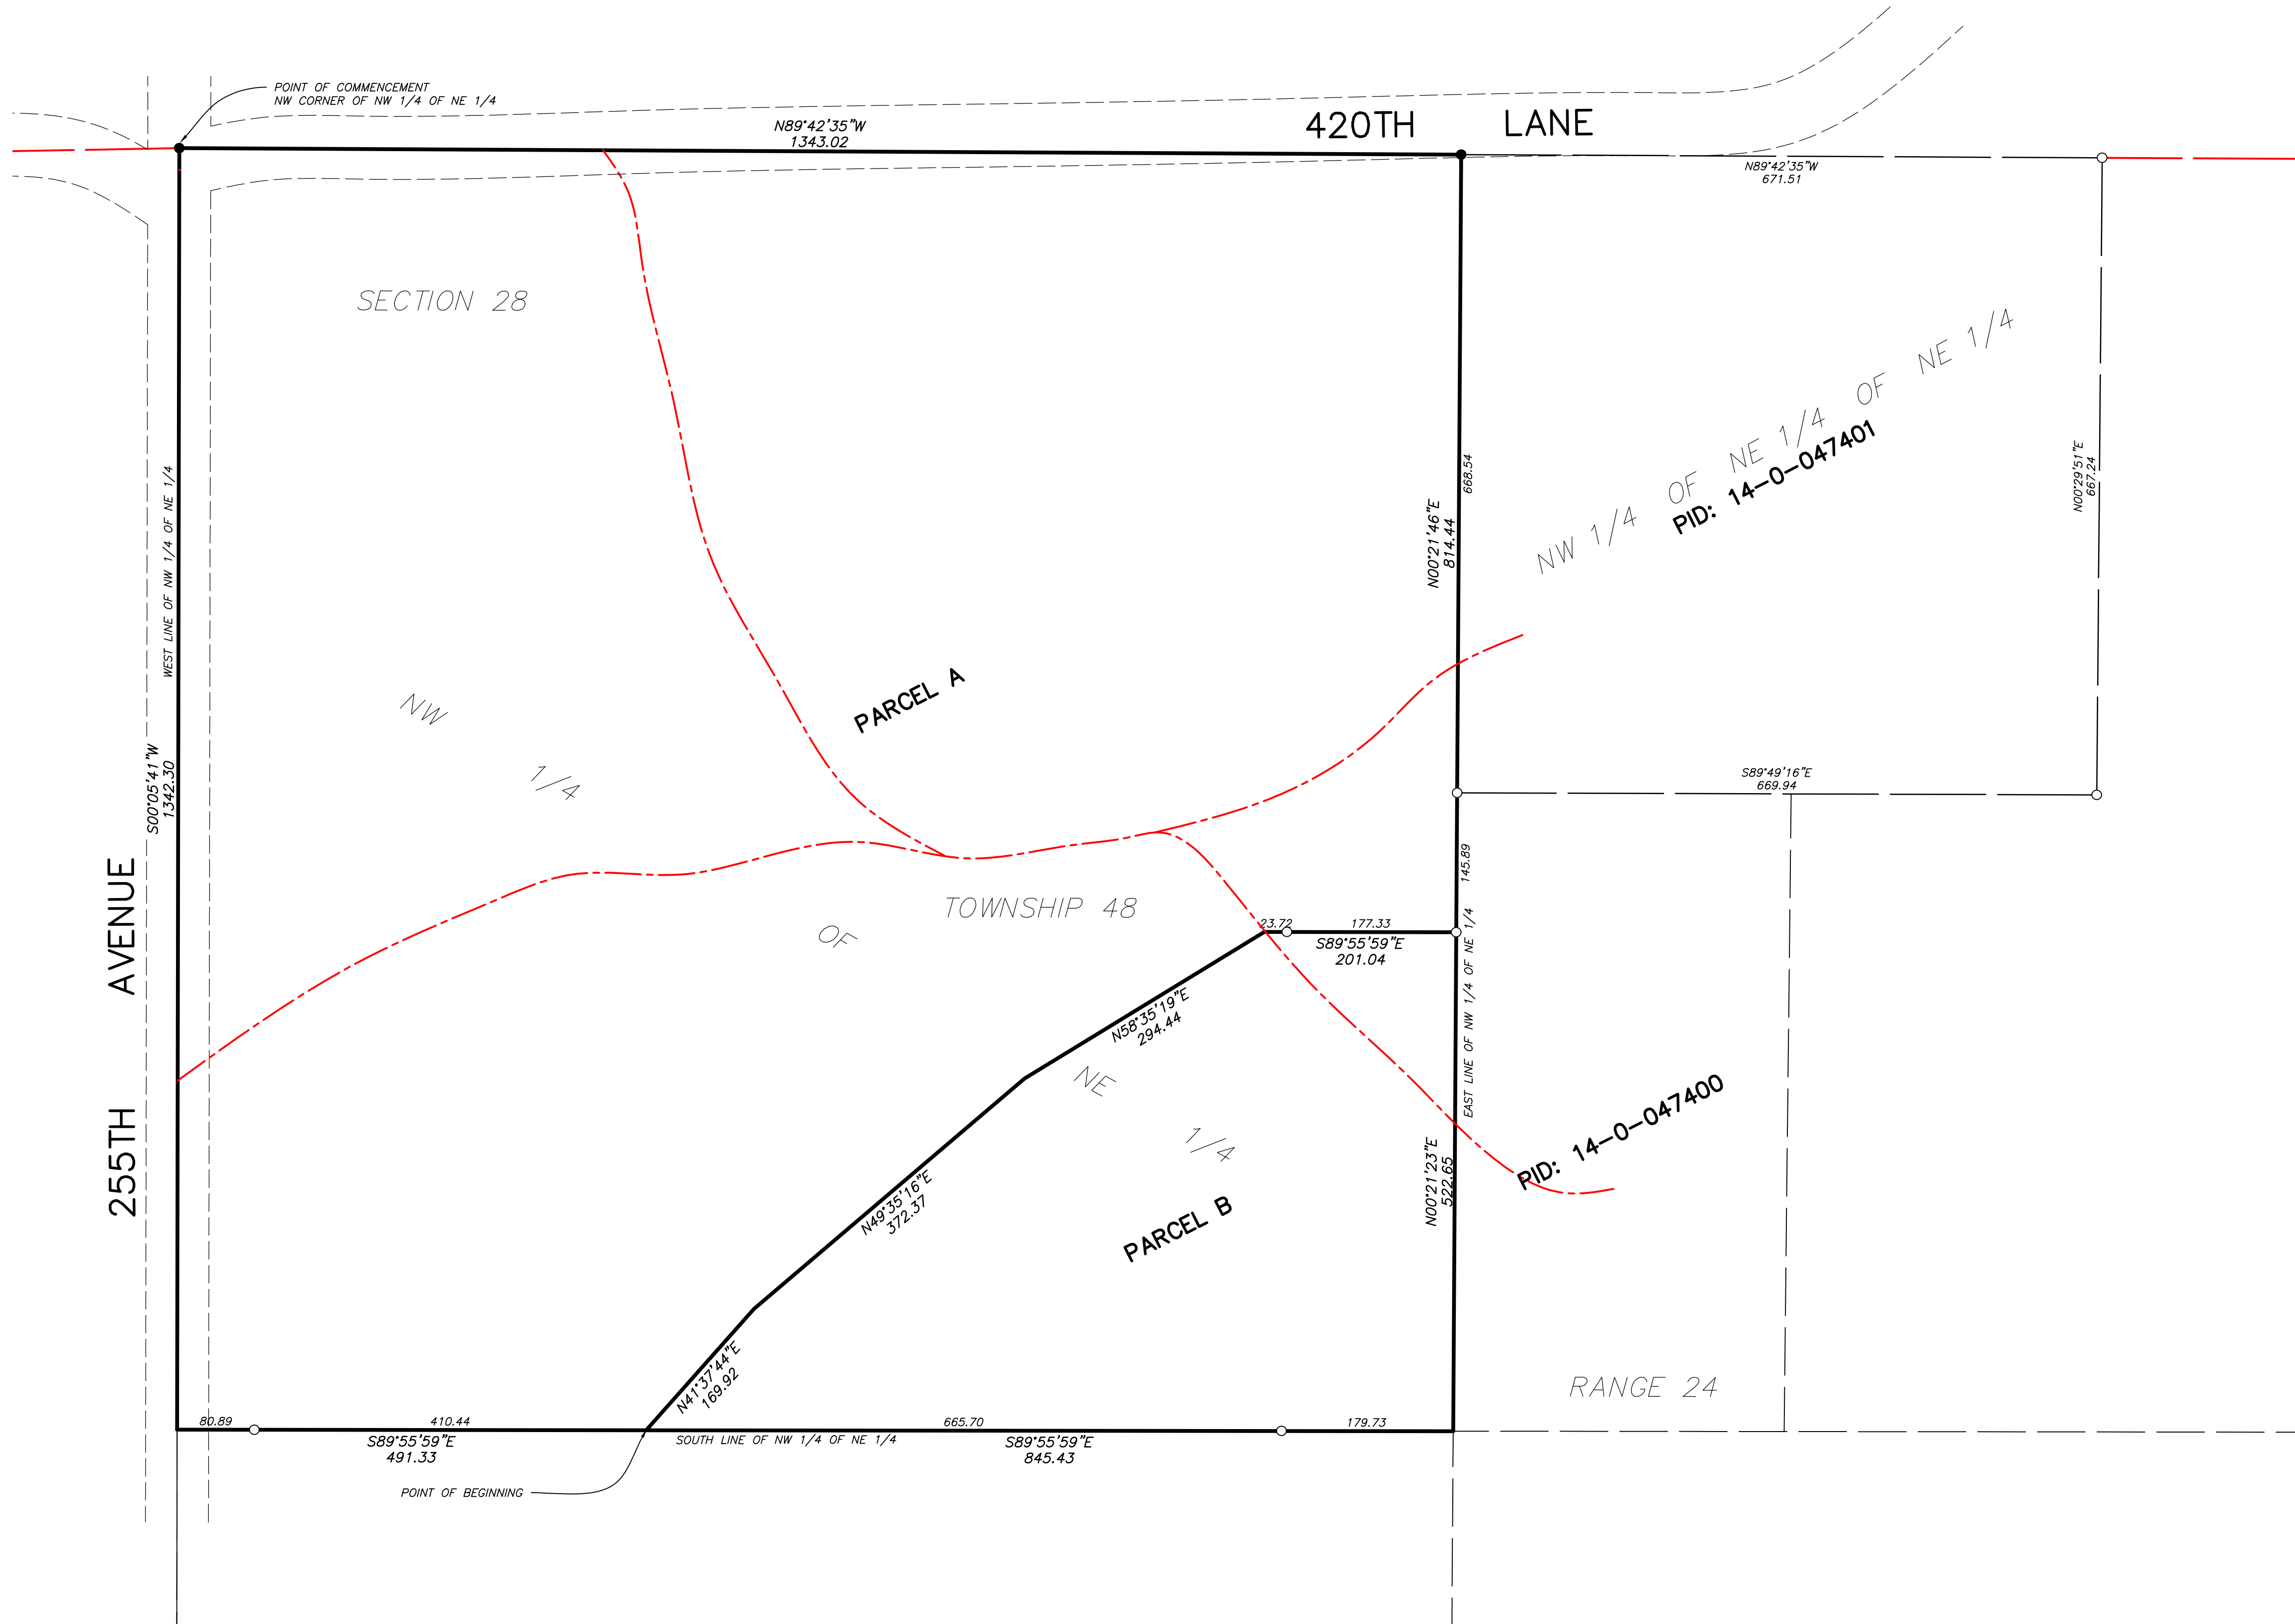 POINT OF COMMENCEMENT
NW CORNER OF NW 1/4 OF NE 1/4
N89°42'35"W
1343.02
420TH LANE
N89°42'35"W
671.51
SECTION 28
NW 1/4 OF NE 1/4 OF NE 1/4
PID: 14-0-047401
668.54
N00°21'46"E
814.44
N00°29'51"E
667.24
WEST LINE OF NW 1/4 OF NE 1/4
S00°05'41"W
1342.30
PARCEL A
NW
1/4
OF
NE
1/4
S89°49'16"E
669.94
145.89
255TH AVENUE
TOWNSHIP 48
23.72
177.33
S89°55'59"E
201.04
EAST LINE OF NW 1/4 OF NE 1/4
N58°35'19"E
294.44
N49°35'16"E
372.37
PID: 14-0-047400
N00°21'23"E
522.65
PARCEL B
N41°37'44"E
169.92
RANGE 24
80.89
410.44
665.70
179.73
S89°55'59"E
491.33
SOUTH LINE OF NW 1/4 OF NE 1/4
S89°55'59"E
845.43
POINT OF BEGINNING